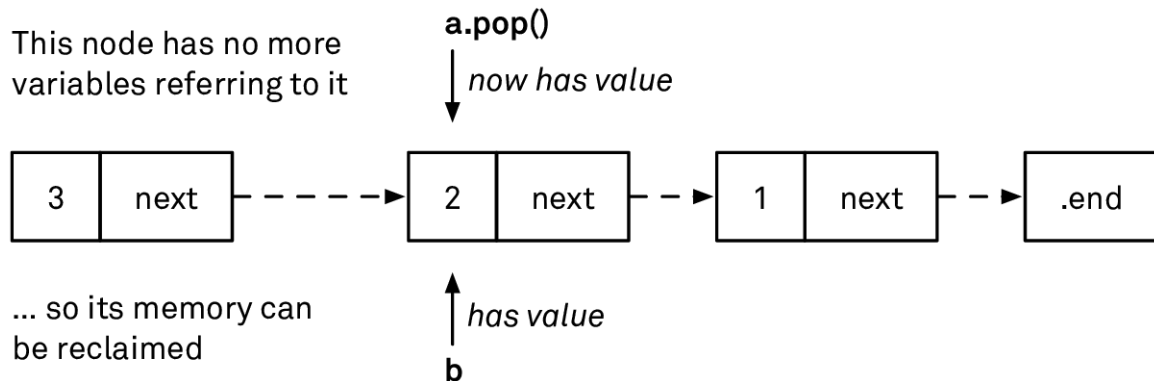 This node has no more
variables referring to it
a.pop()
now has value
3 next
2 next
1 next
.end
... so its memory can
be reclaimed
has value
b